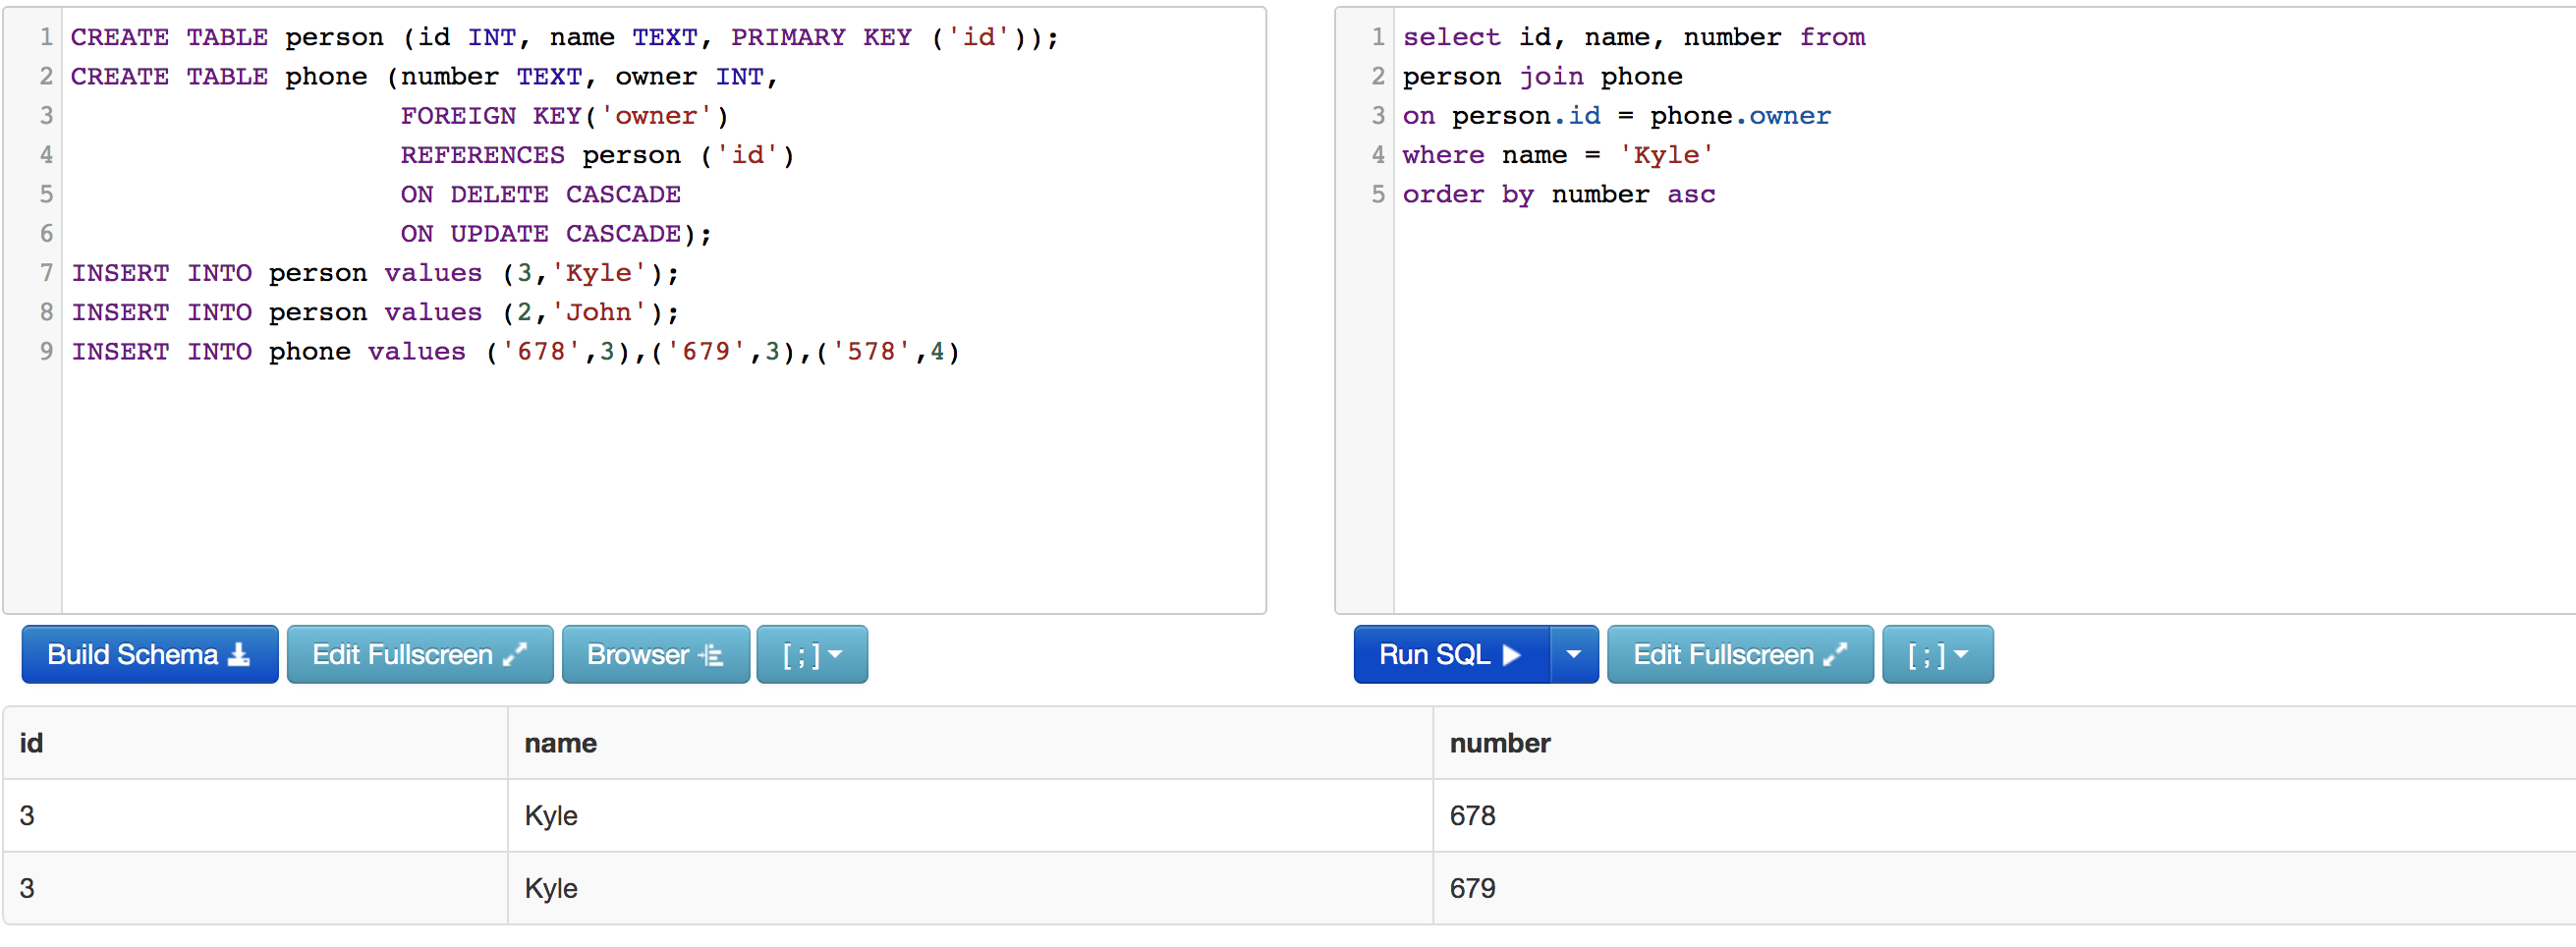 1 CREATE TABLE person (id INT, name TEXT, PRIMARY KEY ('id'));
2 CREATE TABLE phone (number TEXT, owner INT,
3 FOREIGN KEY('owner')
4 REFERENCES person ('id')
5 ON DELETE CASCADE
6 ON UPDATE CASCADE);
7 INSERT INTO person values (3,'Kyle');
8 INSERT INTO person values (2,'John');
9 INSERT INTO phone values ('678',3),('679',3),('578',4)
1 select id, name, number from
2 person join phone
3 on person.id = phone.owner
4 where name = 'Kyle'
5 order by number asc
Build Schema Edit Fullscreen Browser [ ; ]
Run SQL Edit Fullscreen [ ; ]
id name number
3 Kyle 678
3 Kyle 679